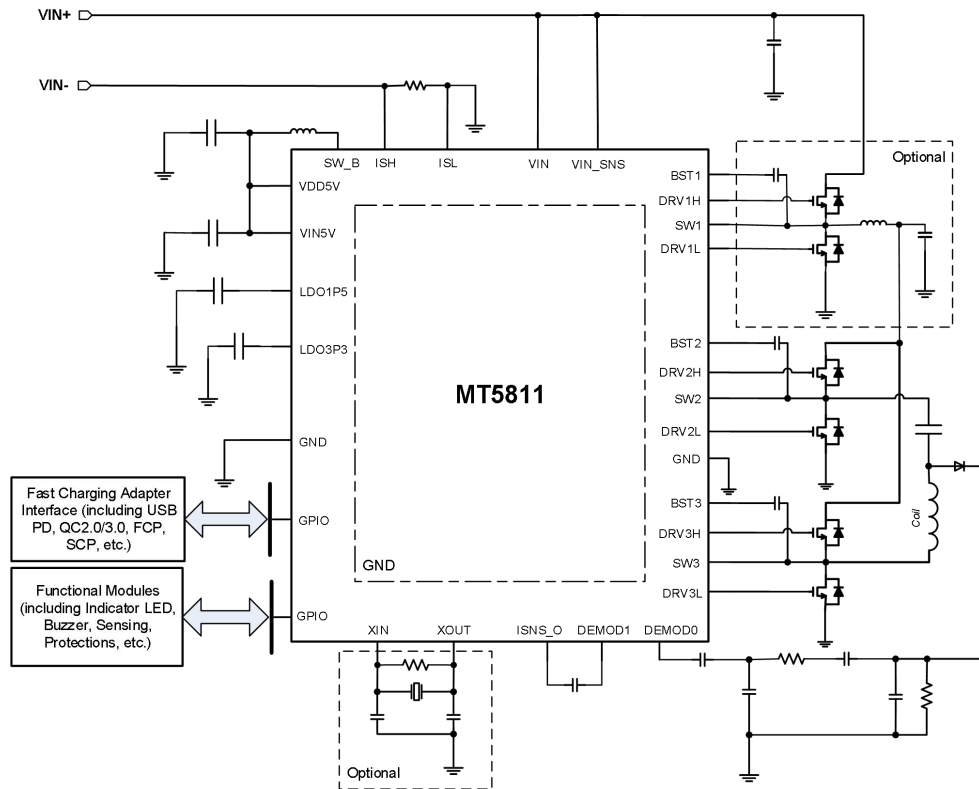 VIN+
VIN-
SW_B
ISH
ISL
VIN
VIN_SNS
Optional
VDD5V
VIN5V
LDO1P5
LDO3P3
GND
GPIO
GPIO
BST1
DRV1H
SW1
DRV1L
BST2
DRV2H
SW2
DRV2L
GND
BST3
DRV3H
SW3
DRV3L
MT5811
GND
Coil
Fast Charging Adapter
Interface (including USB
PD, QC2.0/3.0, FCP,
SCP, etc.)
Functional Modules
(including Indicator LED,
Buzzer, Sensing,
Protections, etc.)
XIN
XOUT
ISNS_O
DEMOD1
DEMOD0
Optional